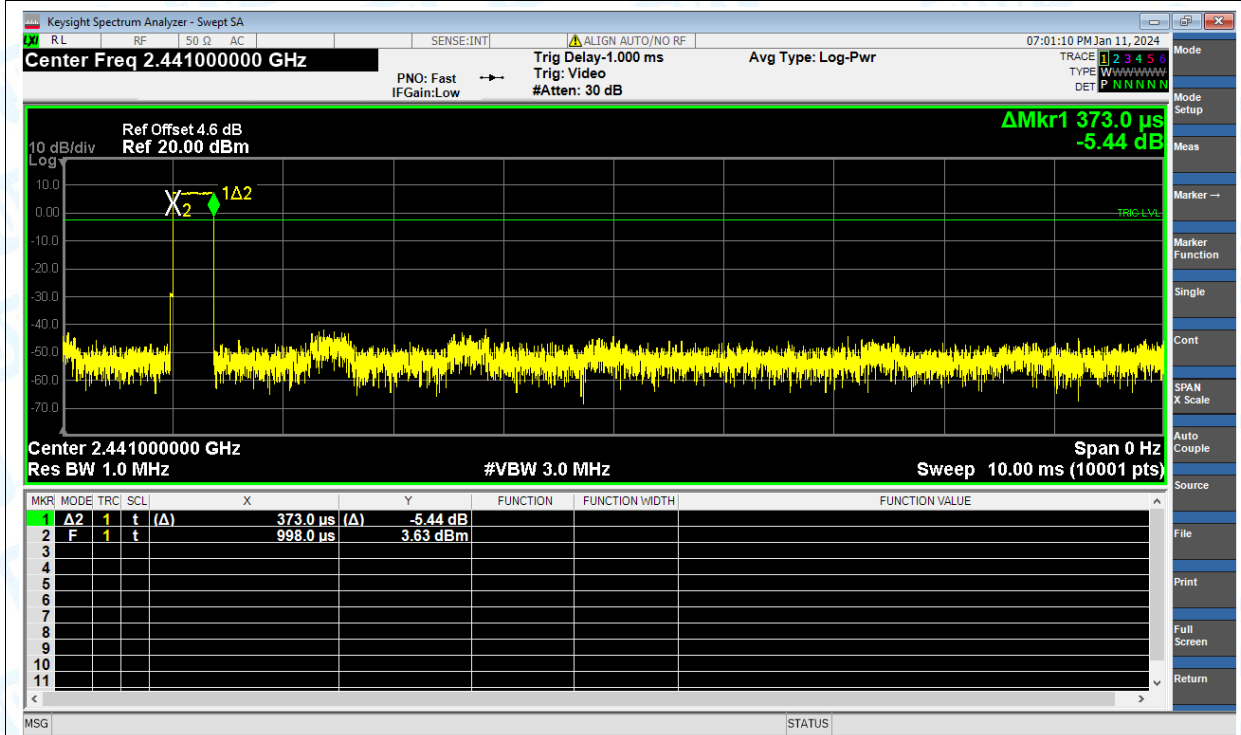 Keysight Spectrum Analyzer - Swept SA
LXI RL RF 50 Ω AC SENSE:INT ALIGN AUTO/NO RF 07:01:10 PM Jan 11, 2024
Center Freq 2.441000000 GHz
PNO: Fast
IFGain:Low
Trig Delay-1.000 ms
Trig: Video
#Atten: 30 dB
Avg Type: Log-Pwr
TRACE 1 2 3 4 5 6
TYPE WWWWWW
DET P N N N N N
ΔMkr1 373.0 µs
-5.44 dB
Ref Offset 4.6 dB
10 dB/div Ref 20.00 dBm
Log
10.0
0.00
-10.0
-20.0
-30.0
-40.0
-50.0
-60.0
-70.0
X2
1Δ2
TRIG LVL
Center 2.441000000 GHz Span 0 Hz
Res BW 1.0 MHz #VBW 3.0 MHz Sweep 10.00 ms (10001 pts)
MKR MODE TRC SCL X Y FUNCTION FUNCTION WIDTH FUNCTION VALUE
1 Δ2 1 t (Δ) 373.0 µs (Δ) -5.44 dB
2 F 1 t 998.0 µs 3.63 dBm
3
4
5
6
7
8
9
10
11
MSG STATUS
Mode
Mode
Setup
Meas
Marker→
Marker
Function
Single
Cont
SPAN
X Scale
Auto
Couple
Source
File
Print
Full
Screen
Return